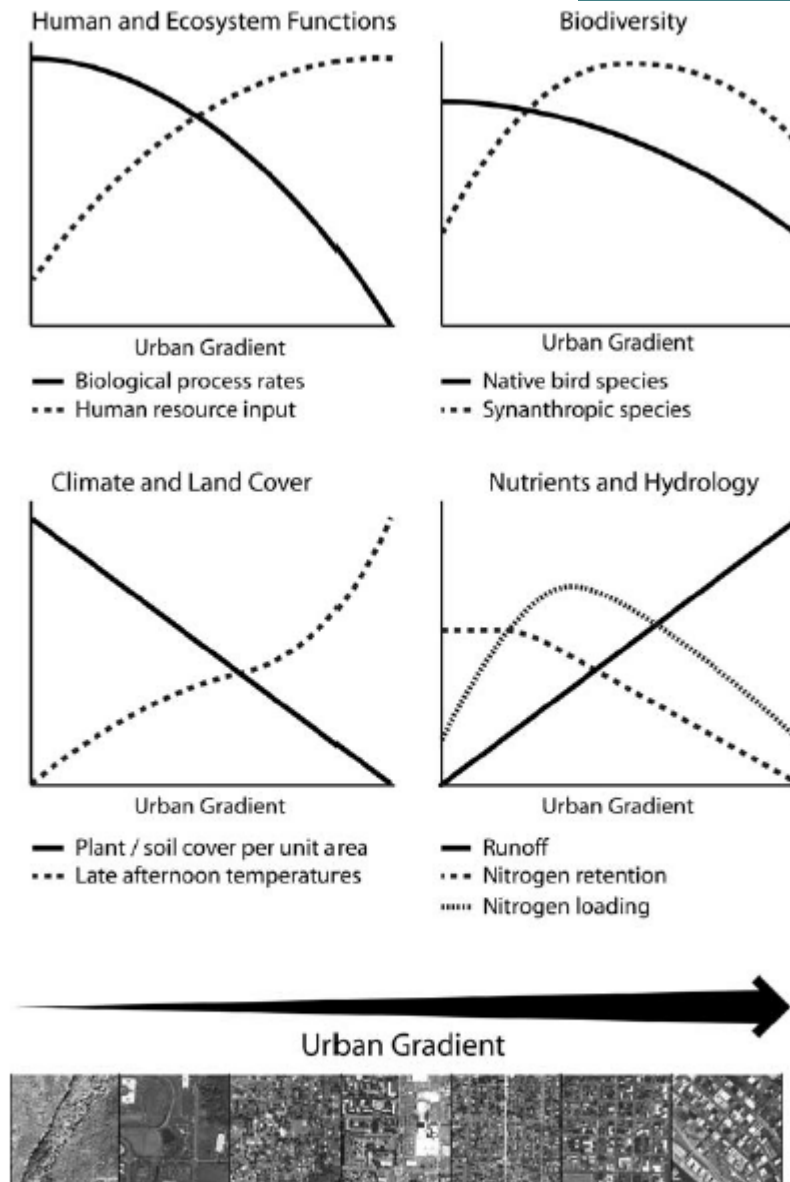 Human and Ecosystem Functions
Urban Gradient
Biological process rates
Human resource input
Biodiversity
Urban Gradient
Native bird species
Synanthropic species
Climate and Land Cover
Urban Gradient
Plant / soil cover per unit area
Late afternoon temperatures
Nutrients and Hydrology
Urban Gradient
Runoff
Nitrogen retention
Nitrogen loading
Urban Gradient